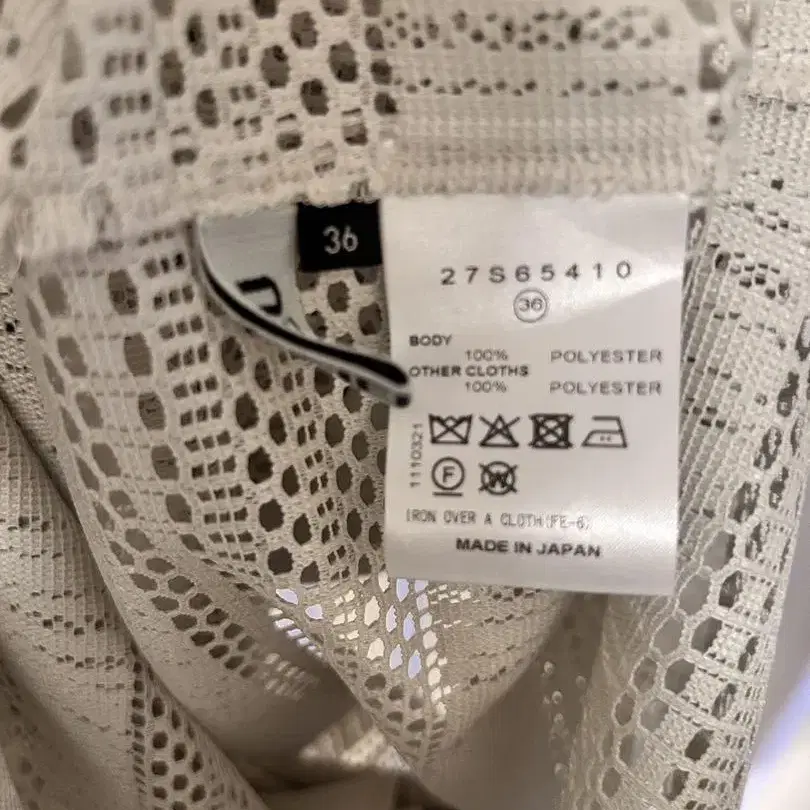 36
27S65410
36
BODY
100% POLYESTER
OTHER CLOTHS
100% POLYESTER
1110321
F
W
IRON OVER A CLOTH(FE-6)
MADE IN JAPAN